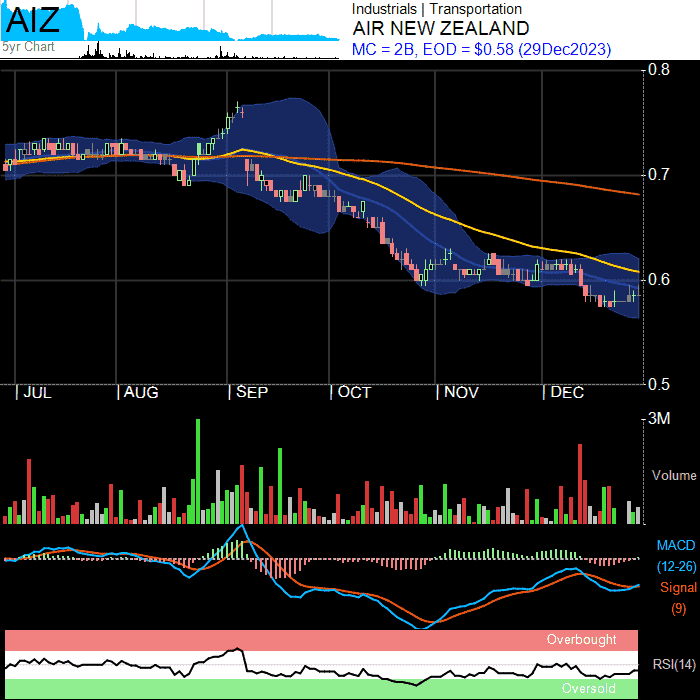 AIZ
5yr Chart
Industrials | Transportation
AIR NEW ZEALAND
MC = 2B, EOD = $0.58 (29Dec2023)
0.8
0.7
0.6
0.5
JUL AUG SEP OCT NOV DEC
3M
Volume
MACD
(12-26)
Signal
(9)
Overbought
RSI(14)
Oversold